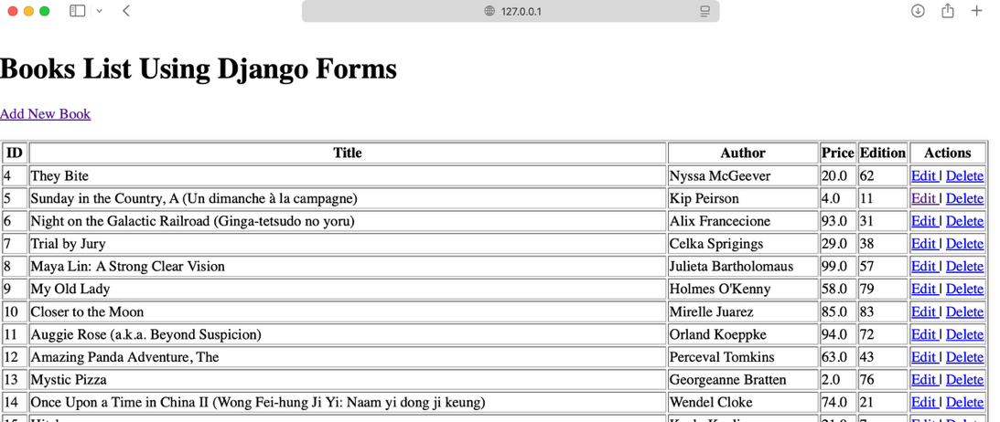 127.0.0.1
Books List Using Django Forms
Add New Book
ID Title Author Price Edition Actions
4 They Bite Nyssa McGeever 20.0 62 Edit | Delete
5 Sunday in the Country, A (Un dimanche à la campagne) Kip Peirson 4.0 11 Edit | Delete
6 Night on the Galactic Railroad (Ginga-tetsudo no yoru) Alix Francecione 93.0 31 Edit | Delete
7 Trial by Jury Celka Sprigings 29.0 38 Edit | Delete
8 Maya Lin: A Strong Clear Vision Julieta Bartholomaus 99.0 57 Edit | Delete
9 My Old Lady Holmes O'Kenny 58.0 79 Edit | Delete
10 Closer to the Moon Mirelle Juarez 85.0 83 Edit | Delete
11 Auggie Rose (a.k.a. Beyond Suspicion) Orland Koeppke 94.0 72 Edit | Delete
12 Amazing Panda Adventure, The Perceval Tomkins 63.0 43 Edit | Delete
13 Mystic Pizza Georgeanne Bratten 2.0 76 Edit | Delete
14 Once Upon a Time in China II (Wong Fei-hung Ji Yi: Naam yi dong ji keung) Wendel Cloke 74.0 21 Edit | Delete